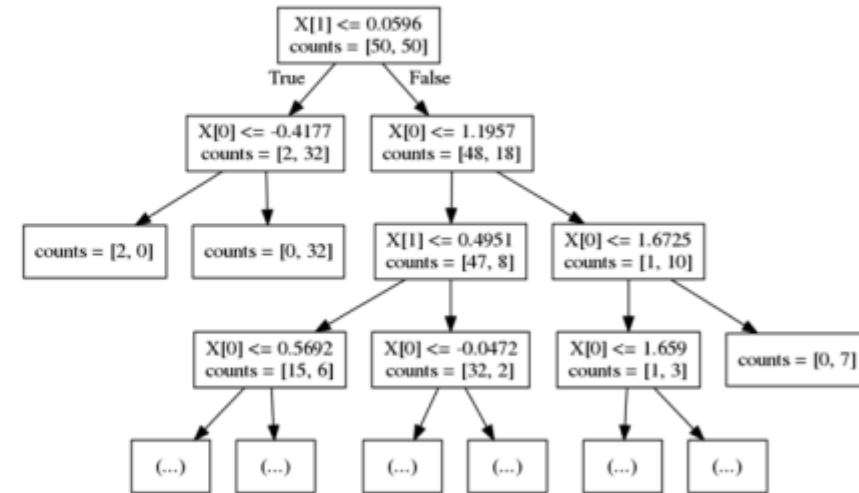 X[1] <= 0.0596
counts = [50, 50]
True
False
X[0] <= -0.4177
counts = [2, 32]
X[0] <= 1.1957
counts = [48, 18]
counts = [2, 0]
counts = [0, 32]
X[1] <= 0.4951
counts = [47, 8]
X[0] <= 1.6725
counts = [1, 10]
X[0] <= 0.5692
counts = [15, 6]
X[0] <= -0.0472
counts = [32, 2]
X[0] <= 1.659
counts = [1, 3]
counts = [0, 7]
(...)
(...)
(...)
(...)
(...)
(...)